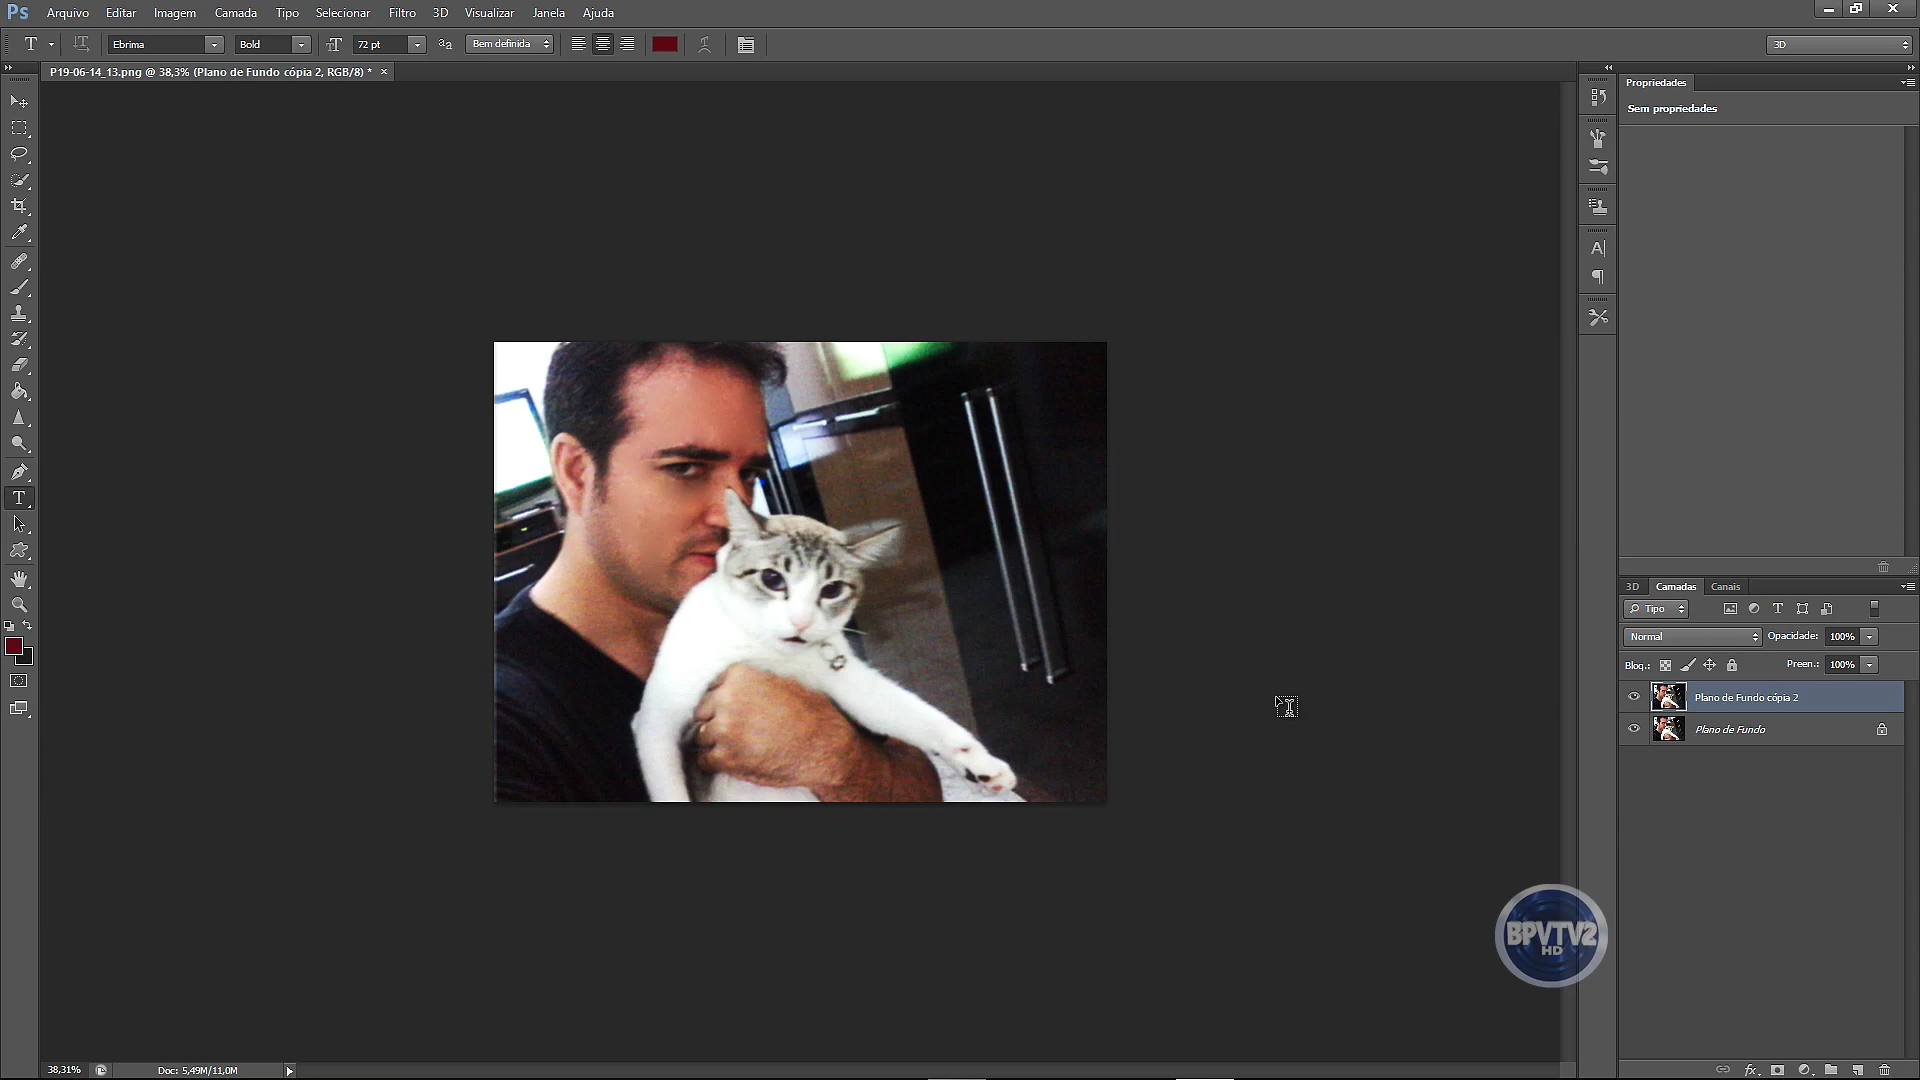 Ps Arquivo Editar Imagem Camada Tipo Selecionar Filtro 3D Visualizar Janela Ajuda
T Ebrima Bold 72 pt Bem definida 3D
P19-06-14_13.png @ 38,3% (Plano de Fundo cópia 2, RGB/8) * ×
Propriedades
Sem propriedades
3D Camadas Canais
Tipo
Normal Opacidade: 100%
Bloq.: Preen.: 100%
Plano de Fundo cópia 2
Plano de Fundo
BPVTV2
HD
38,31% Doc: 5,49M/11,0M
fx